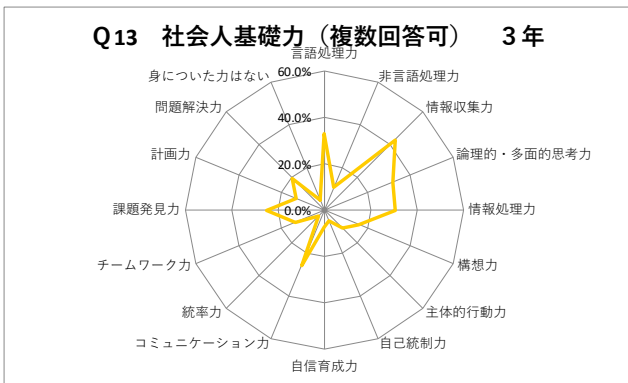 Q13　社会人基礎力（複数回答可）　３年
言語処理力
非言語処理力
情報収集力
論理的・多面的思考力
情報処理力
構想力
主体的行動力
自己統制力
自信育成力
コミュニケーション力
統率力
チームワーク力
課題発見力
計画力
問題解決力
身についた力はない
60.0%
40.0%
20.0%
0.0%